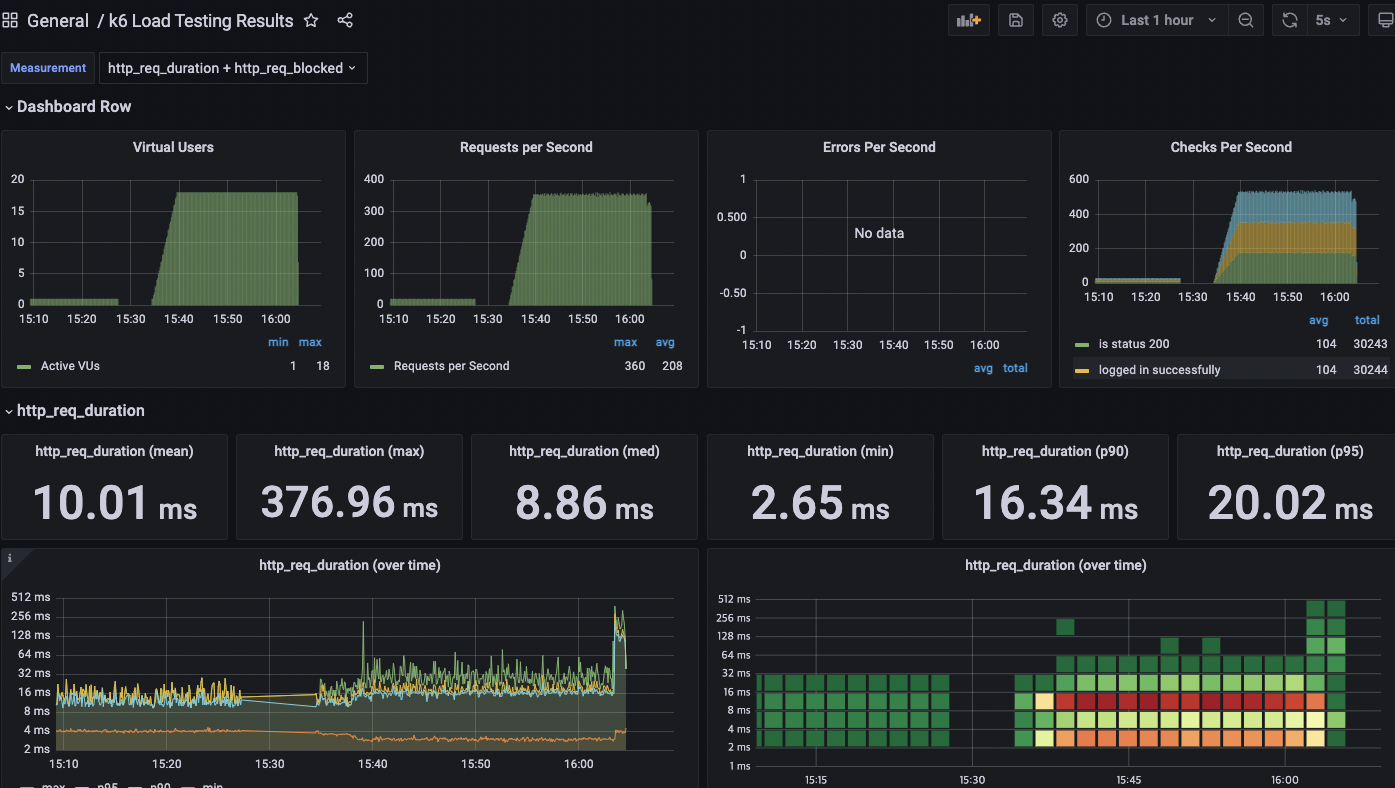 General / k6 Load Testing Results
Last 1 hour
5s
Measurement
http_req_duration + http_req_blocked
Dashboard Row
Virtual Users
20
15
10
5
0
15:10 15:20 15:30 15:40 15:50 16:00
min max
Active VUs 1 18
Requests per Second
400
300
200
100
0
15:10 15:20 15:30 15:40 15:50 16:00
max avg
Requests per Second 360 208
Errors Per Second
1
0.500
0
-0.50
-1
No data
15:10 15:20 15:30 15:40 15:50 16:00
avg total
Checks Per Second
600
400
200
0
15:10 15:20 15:30 15:40 15:50 16:00
avg total
is status 200 104 30243
logged in successfully 104 30244
http_req_duration
http_req_duration (mean)
10.01 ms
http_req_duration (max)
376.96 ms
http_req_duration (med)
8.86 ms
http_req_duration (min)
2.65 ms
http_req_duration (p90)
16.34 ms
http_req_duration (p95)
20.02 ms
i
http_req_duration (over time)
512 ms
256 ms
128 ms
64 ms
32 ms
16 ms
8 ms
4 ms
2 ms
15:10 15:20 15:30 15:40 15:50 16:00
max p95 p90 min
http_req_duration (over time)
512 ms
256 ms
128 ms
64 ms
32 ms
16 ms
8 ms
4 ms
2 ms
1 ms
15:15 15:30 15:45 16:00